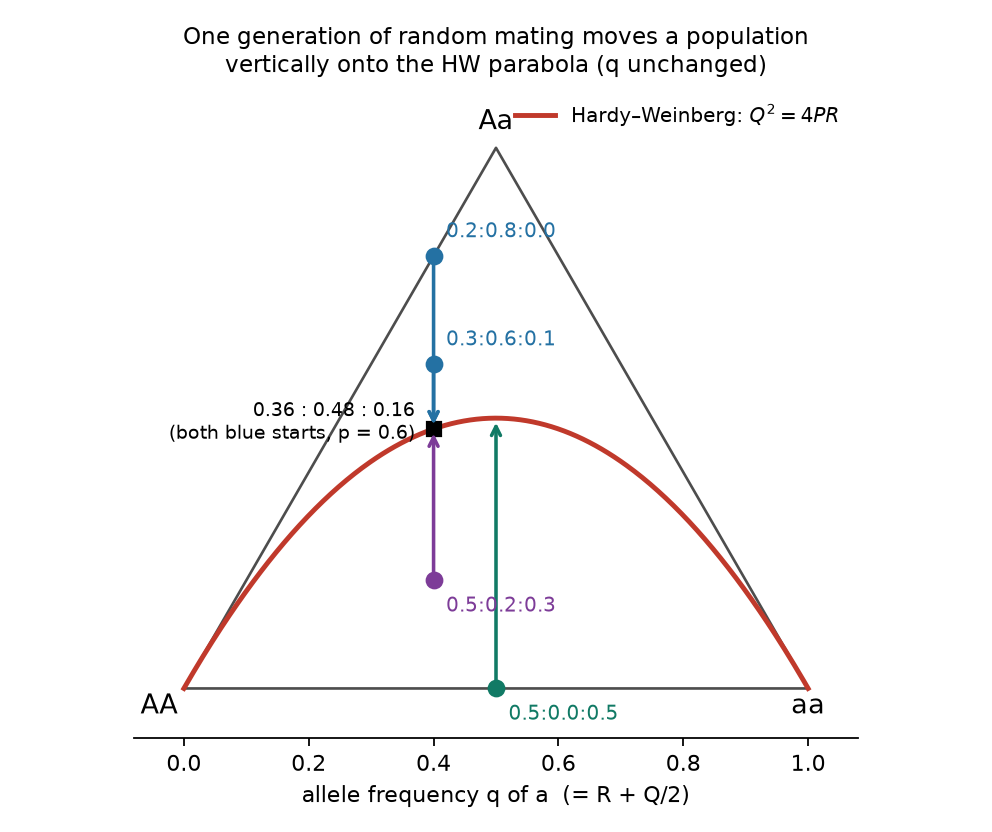 One generation of random mating moves a population
vertically onto the HW parabola (q unchanged)
Aa
Hardy–Weinberg: Q² = 4PR
0.2:0.8:0.0
0.3:0.6:0.1
0.36 : 0.48 : 0.16
(both blue starts, p = 0.6)
0.5:0.2:0.3
AA
aa
0.5:0.0:0.5
0.0 0.2 0.4 0.6 0.8 1.0
allele frequency q of a (= R + Q/2)